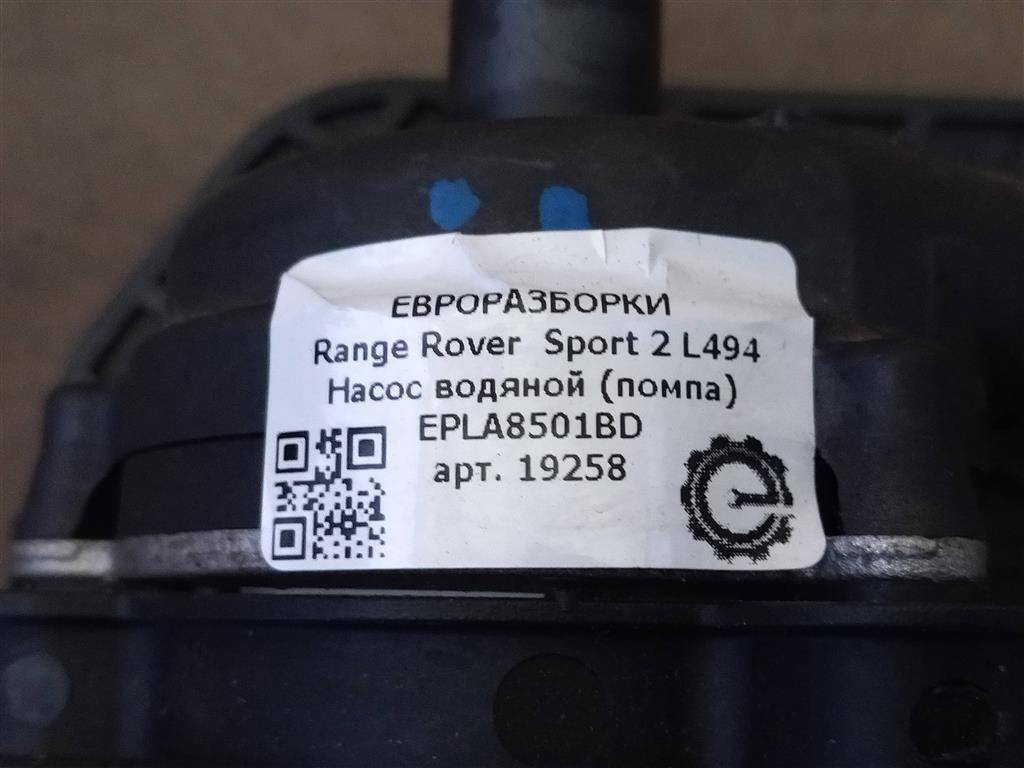 ЕВРОРАЗБОРКИ
Range Rover Sport 2 L494
Насос водяной (помпа)
EPLA8501BD
арт. 19258